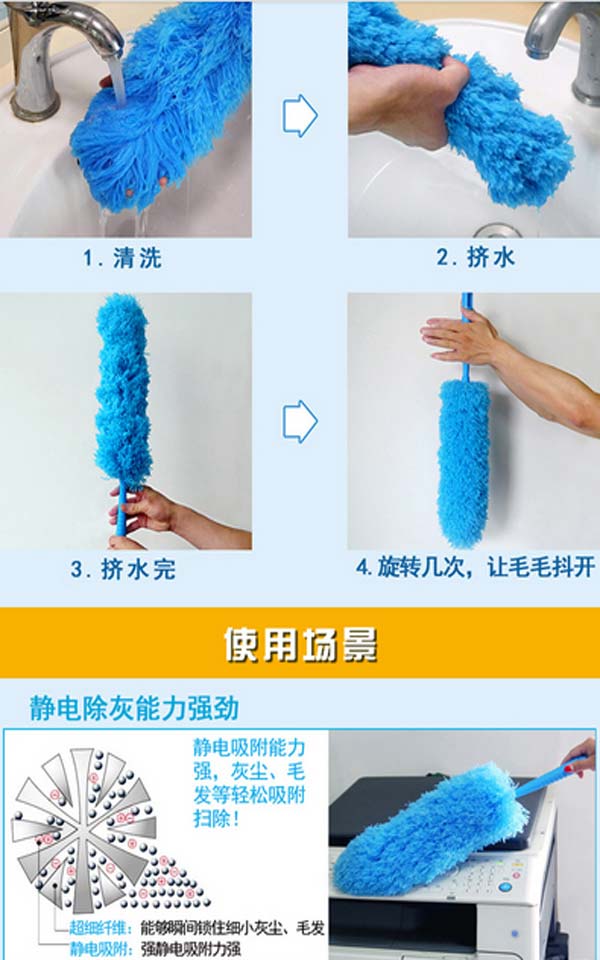 1. 清洗
2. 挤水
3. 挤水完
4. 旋转几次，让毛毛抖开
使用场景
静电除灰能力强劲
静电吸附能力
强，灰尘、毛
发等轻松吸附
扫除！
超细纤维：能够瞬间锁住细小灰尘、毛发
静电吸附：强静电吸附力强